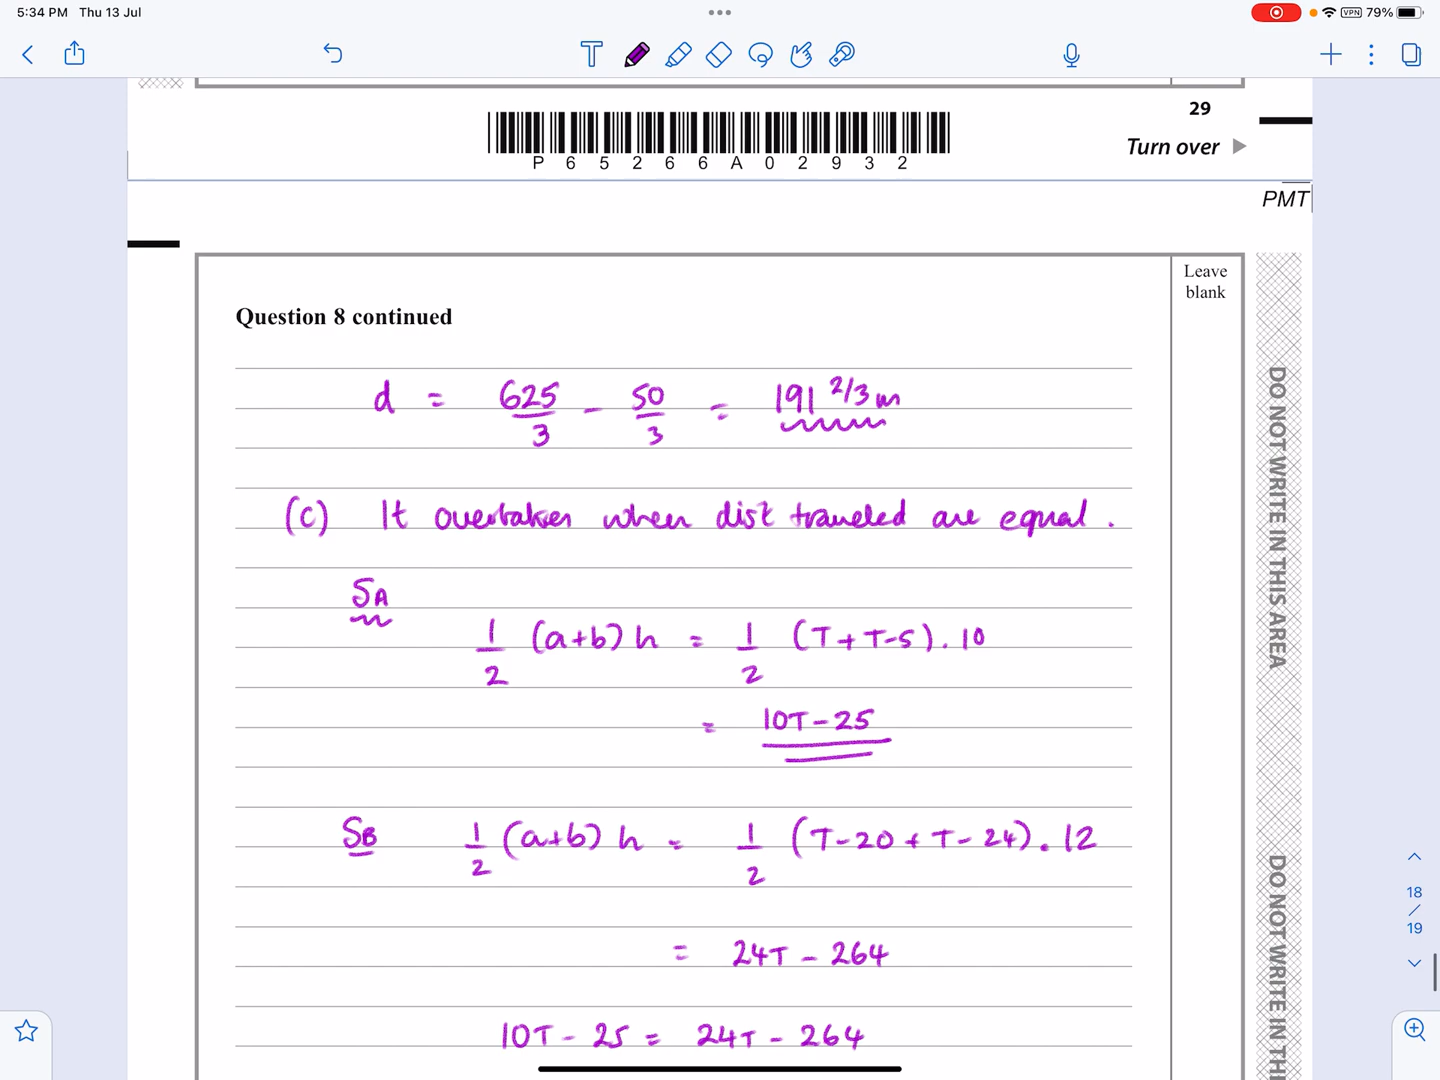 5:34 PM Thu 13 Jul
VPN 79%
T
29
Turn over
P 6 5 2 6 6 A 0 2 9 3 2
PMT
Leave
blank
Question 8 continued
d = 625/3 - 50/3 = 191 2/3 m
(c) It overtakes when dist traveled are equal.
SA
1/2 (a+b) h = 1/2 (T+T-5).10
= 10T-25
SB 1/2 (a+b) h = 1/2 (T-20+T-24).12
= 24T - 264
10T - 25 = 24T - 264
DO NOT WRITE IN THIS AREA
DO NOT WRITE IN TH
18
/
19